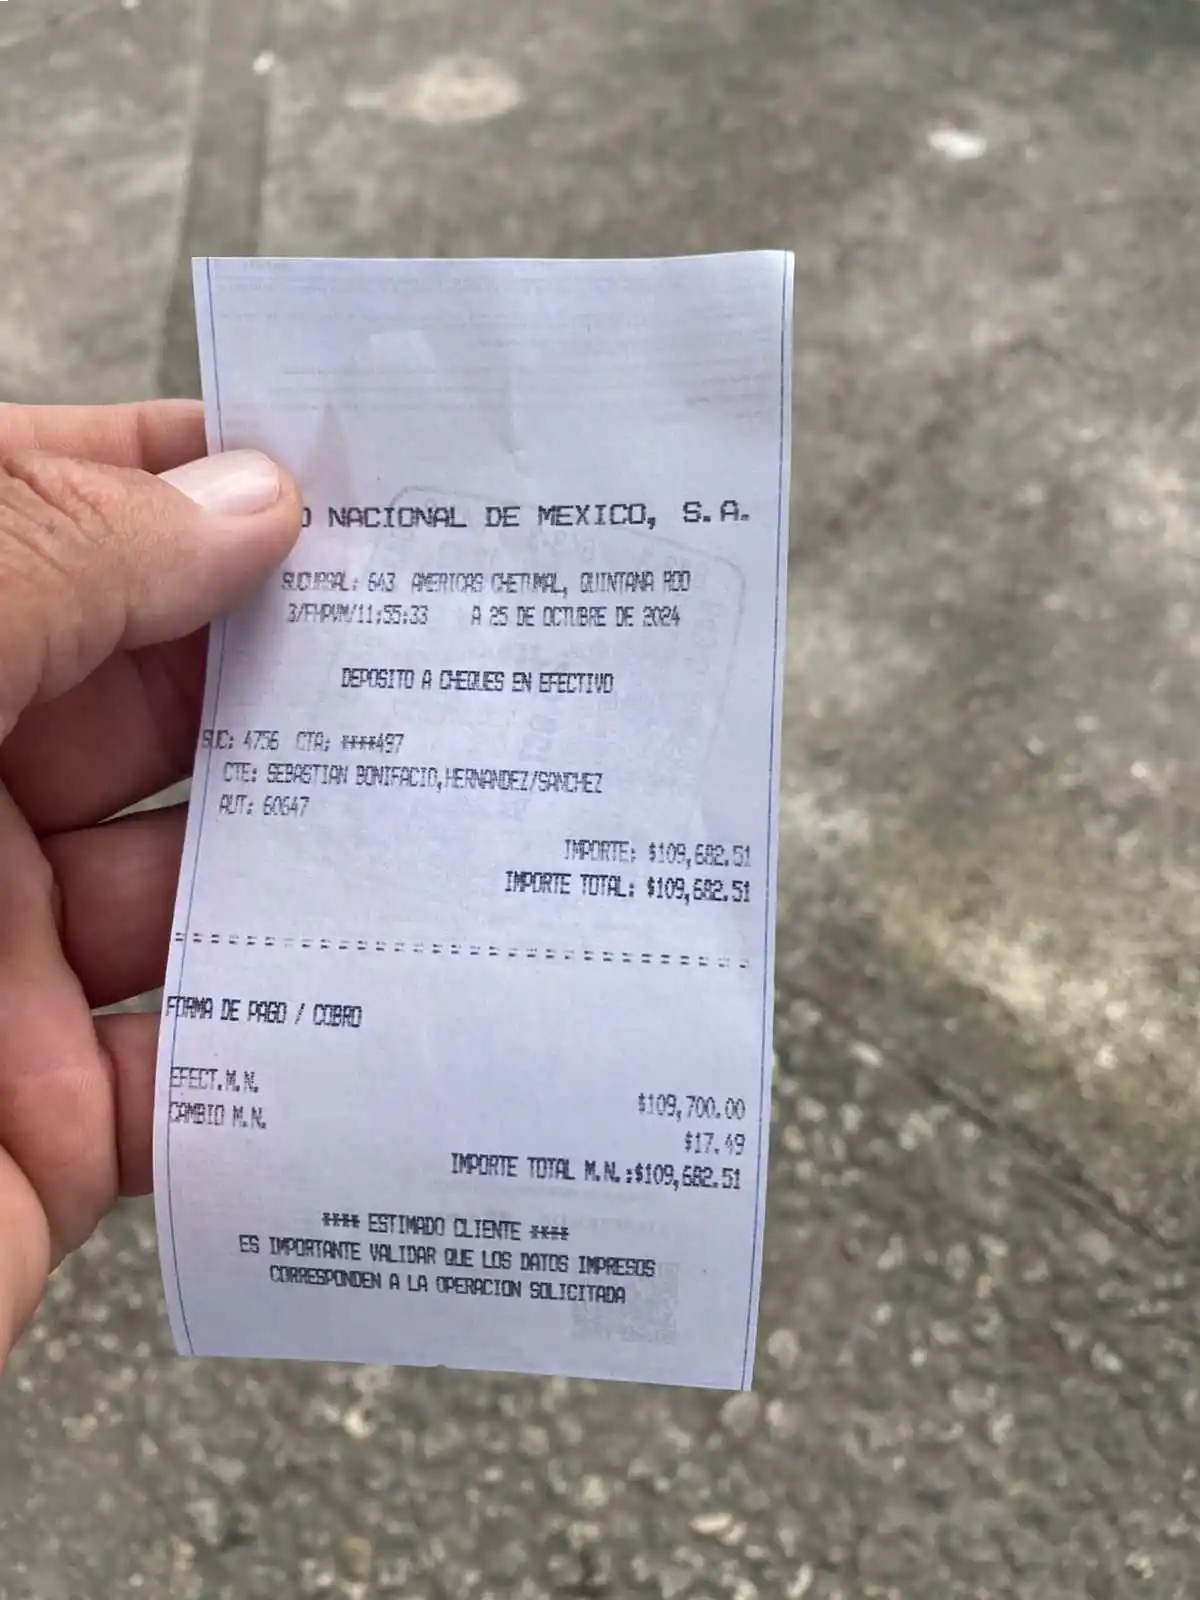 O NACIONAL DE MEXICO, S.A.
SUCURSAL: 643 AMERICAS CHETUMAL, QUINTANA ROO
3/FHPVM/11:55:33 A 25 DE OCTUBRE DE 2024
DEPOSITO A CHEQUES EN EFECTIVO
SUC: 4756 CTA: ****497
CTE: SEBASTIAN BONIFACIO,HERNANDEZ/SANCHEZ
AUT: 60647
IMPORTE: $109,682.51
IMPORTE TOTAL: $109,682.51
FORMA DE PAGO / COBRO
EFECT.M.N. $109,700.00
CAMBIO M.N. $17.49
IMPORTE TOTAL M.N.:$109,682.51
**** ESTIMADO CLIENTE ****
ES IMPORTANTE VALIDAR QUE LOS DATOS IMPRESOS
CORRESPONDEN A LA OPERACION SOLICITADA